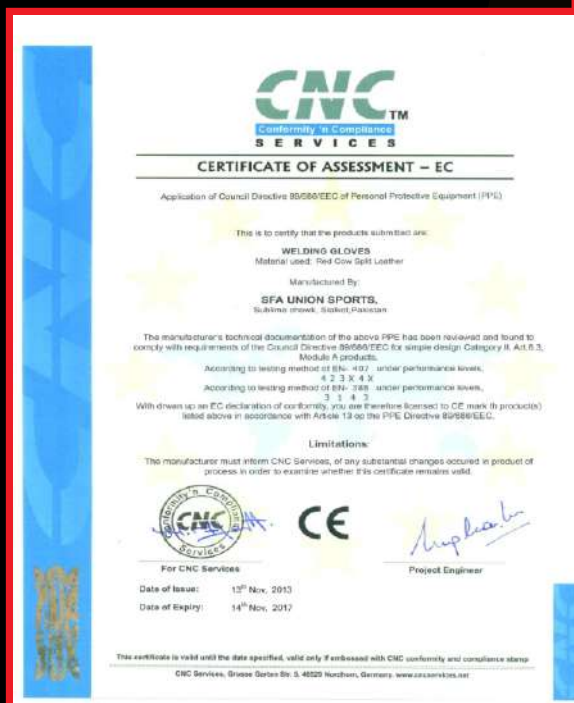 CNC TM
Conformity 'n Compliance
SERVICES
CERTIFICATE OF ASSESSMENT – EC
Application of Council Directive 89/686/EEC of Personal Protective Equipment (PPE)
This is to certify that the products submitted are:
WELDING GLOVES
Material used: Red Cow Split Leather
Manufactured By:
SFA UNION SPORTS,
Sublime chowk, Sialkot, Pakistan
The manufacturer's technical documentation of the above PPE has been reviewed and found to
comply with requirements of the Council Directive 89/686/EEC for simple design Category II, Art.6.3,
Module A products.
According to testing method of EN- 407 under performance levels,
4 2 3 X 4 X
According to testing method of EN- 388 under performance levels,
3 1 4 3
With drawn up an EC declaration of conformity, you are therefore licensed to CE mark th product(s)
listed above in accordance with Article 13 op the PPE Directive 89/686/EEC.
Limitations:
The manufacturer must inform CNC Services, of any substantial changes occured in product of
process in order to examine whether this certificate remains valid.
Conformity 'n Compliance
CNC
Services
CE
For CNC Services
Project Engineer
Date of Issue: 13th Nov, 2013
Date of Expiry: 14th Nov, 2017
This certificate is valid until the date specified, valid only if embossed with CNC conformity and compliance stamp
CNC Services, Grosse Garten Str. 5, Germany.